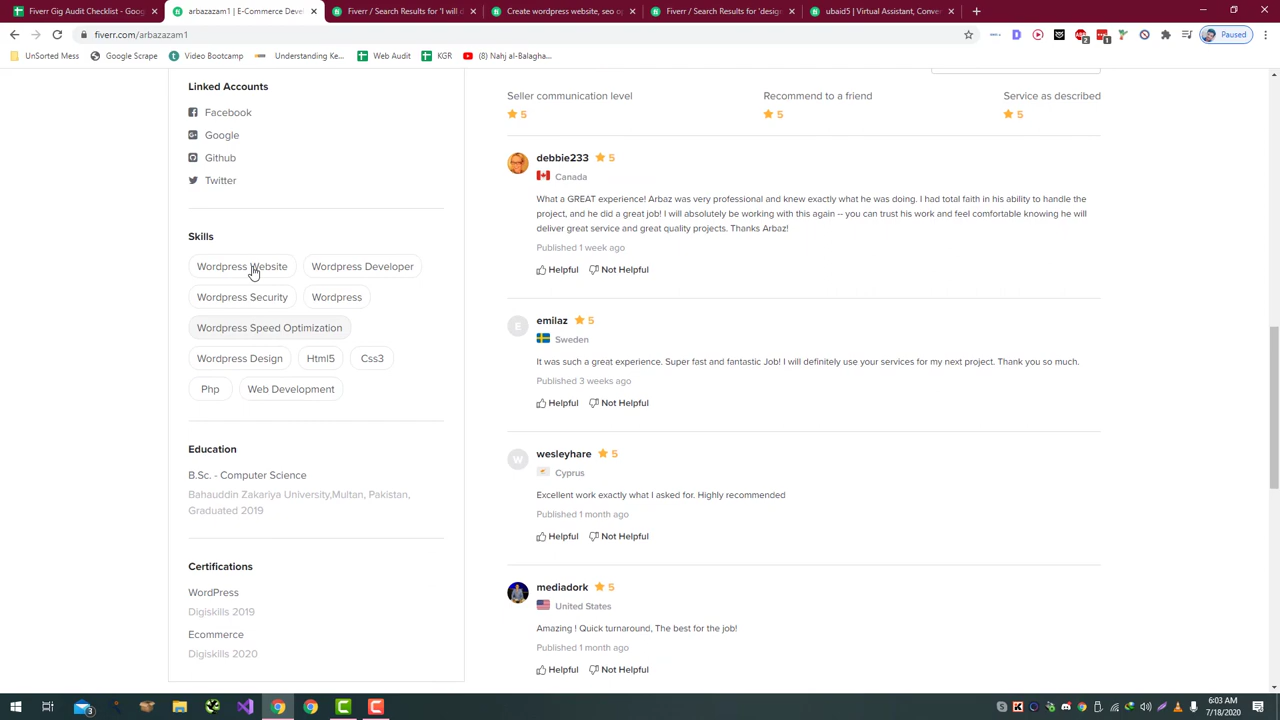 Fiverr Gig Audit Checklist - Goog
arbazazam1 | E-Commerce Devel
Fiverr / Search Results for 'I will d
Create wordpress website, seo op
Fiverr / Search Results for 'design
ubaid5 | Virtual Assistant, Conver
fiverr.com/arbazazam1
Paused
UnSorted Mess
Google Scrape
Video Bootcamp
Understanding Ke...
Web Audit
KGR
(8) Nahj al-Balagha...
Linked Accounts
Facebook
Google
Github
Twitter
Skills
Wordpress Website
Wordpress Developer
Wordpress Security
Wordpress
Wordpress Speed Optimization
Wordpress Design
Html5
Css3
Php
Web Development
Education
B.Sc. - Computer Science
Bahauddin Zakariya University,Multan, Pakistan,
Graduated 2019
Certifications
WordPress
Digiskills 2019
Ecommerce
Digiskills 2020
Seller communication level
5
Recommend to a friend
5
Service as described
5
debbie233 5
Canada
What a GREAT experience! Arbaz was very professional and knew exactly what he was doing. I had total faith in his ability to handle the
project, and he did a great job! I will absolutely be working with this again -- you can trust his work and feel comfortable knowing he will
deliver great service and great quality projects. Thanks Arbaz!
Published 1 week ago
Helpful Not Helpful
E
emilaz 5
Sweden
It was such a great experience. Super fast and fantastic Job! I will definitely use your services for my next project. Thank you so much.
Published 3 weeks ago
Helpful Not Helpful
W
wesleyhare 5
Cyprus
Excellent work exactly what I asked for. Highly recommended
Published 1 month ago
Helpful Not Helpful
mediadork 5
United States
Amazing ! Quick turnaround, The best for the job!
Published 1 month ago
Helpful Not Helpful
6:03 AM
7/18/2020